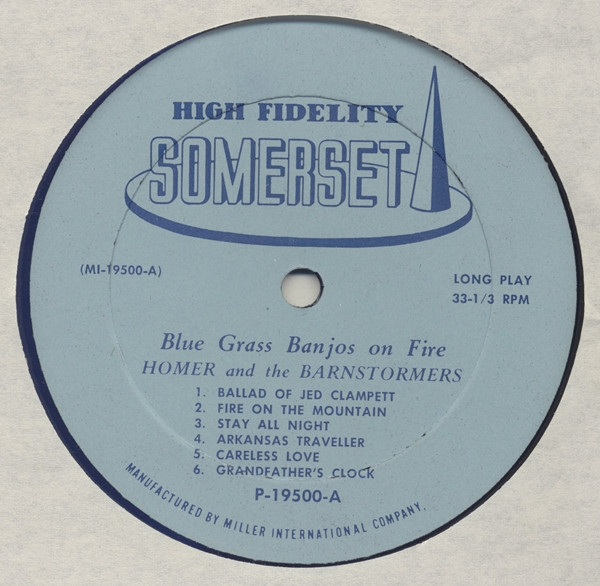 HIGH FIDELITY
SOMERSET
(MI-19500-A)
LONG PLAY
33-1/3 RPM
Blue Grass Banjos on Fire
HOMER and the BARNSTORMERS
1. BALLAD OF JED CLAMPETT
2. FIRE ON THE MOUNTAIN
3. STAY ALL NIGHT
4. ARKANSAS TRAVELLER
5. CARELESS LOVE
6. GRANDFATHER'S CLOCK
P-19500-A
MANUFACTURED BY MILLER INTERNATIONAL COMPANY.